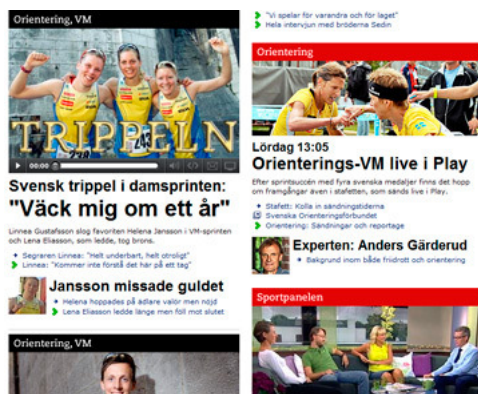 Orientering, VM
TRIPPELN
00:00
Svensk trippel i damsprinten:
"Väck mig om ett år"
Linnea Gustafsson slog favoriten Helena Jansson i VM-sprinten
och Lena Eliasson, som ledde, tog brons.
Segraren Linnea: "Helt underbart, helt otroligt"
Linnea: "Kommer inte förstå det här på ett tag"
Jansson missade guldet
Helena hoppades på ädlare valör men nöjd
Lena Eliasson ledde länge men föll mot slutet
Orientering, VM
"Vi spelar för varandra och för laget"
Hela intervjun med bröderna Sedin
Orientering
Lördag 13:05
Orienterings-VM live i Play
Efter sprintsuccén med fyra svenska medaljer finns det hopp
om framgångar även i stafetten, som sänds live i Play.
Stafett: Kolla in sändningstiderna
Svenska Orienteringsförbundet
Orientering: Sändningar och reportage
Experten: Anders Gärderud
Bakgrund inom både friidrott och orientering
Sportpanelen